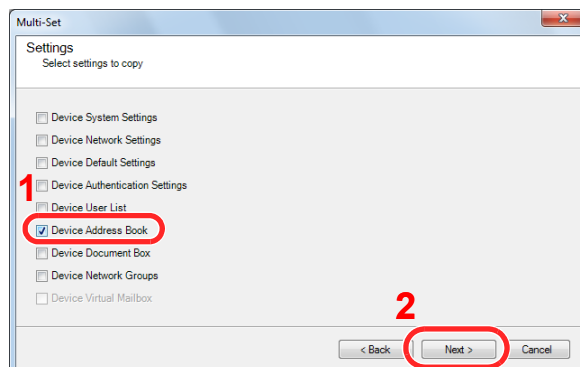 Multi-Set
Settings
Select settings to copy
Device System Settings
Device Network Settings
Device Default Settings
1
Device Authentication Settings
Device User List
Device Address Book
Device Document Box
Device Network Groups
Device Virtual Mailbox
2
< Back Next > Cancel